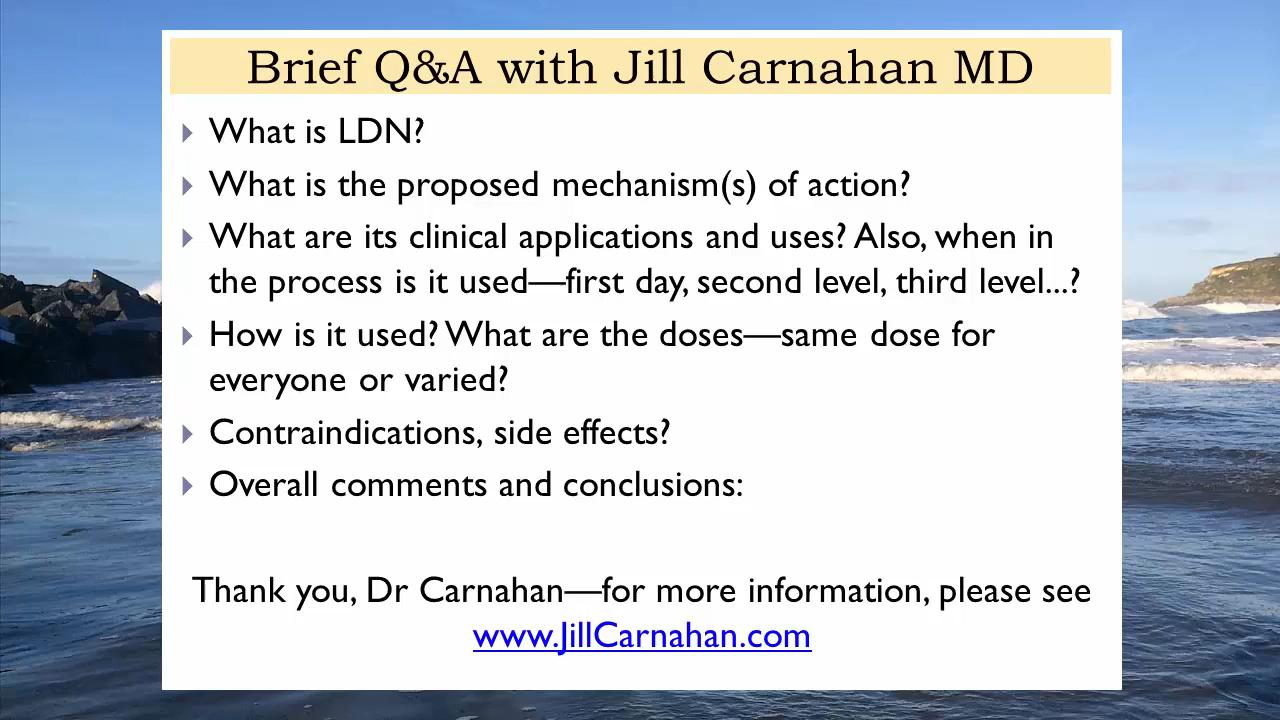 Brief Q&A with Jill Carnahan MD
What is LDN?
What is the proposed mechanism(s) of action?
What are its clinical applications and uses? Also, when in
the process is it used—first day, second level, third level...?
How is it used? What are the doses—same dose for
everyone or varied?
Contraindications, side effects?
Overall comments and conclusions:
Thank you, Dr Carnahan—for more information, please see
www.JillCarnahan.com